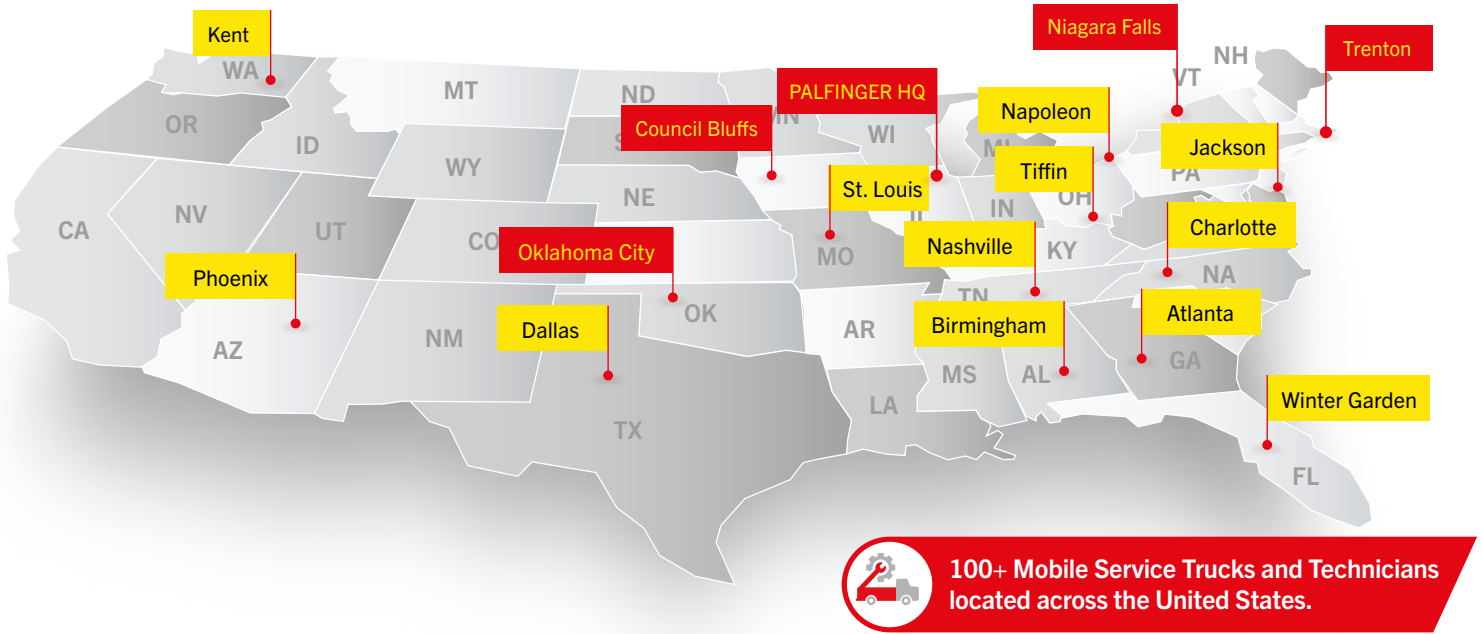 Niagara Falls
Kent
Trenton
NH
WA
VT
MT
ND
PALFINGER HQ
Napoleon
OR
Council Bluffs
WI
Jackson
ID
WY
Tiffin
PA
St. Louis
NE
IN
OH
NV
CA
UT
CO
Oklahoma City
MO
Nashville
KY
Charlotte
Phoenix
NA
TN
OK
AR
Dallas
Birmingham
Atlanta
NM
AZ
MS
AL
GA
LA
Winter Garden
TX
FL
100+ Mobile Service Trucks and Technicians
located across the United States.